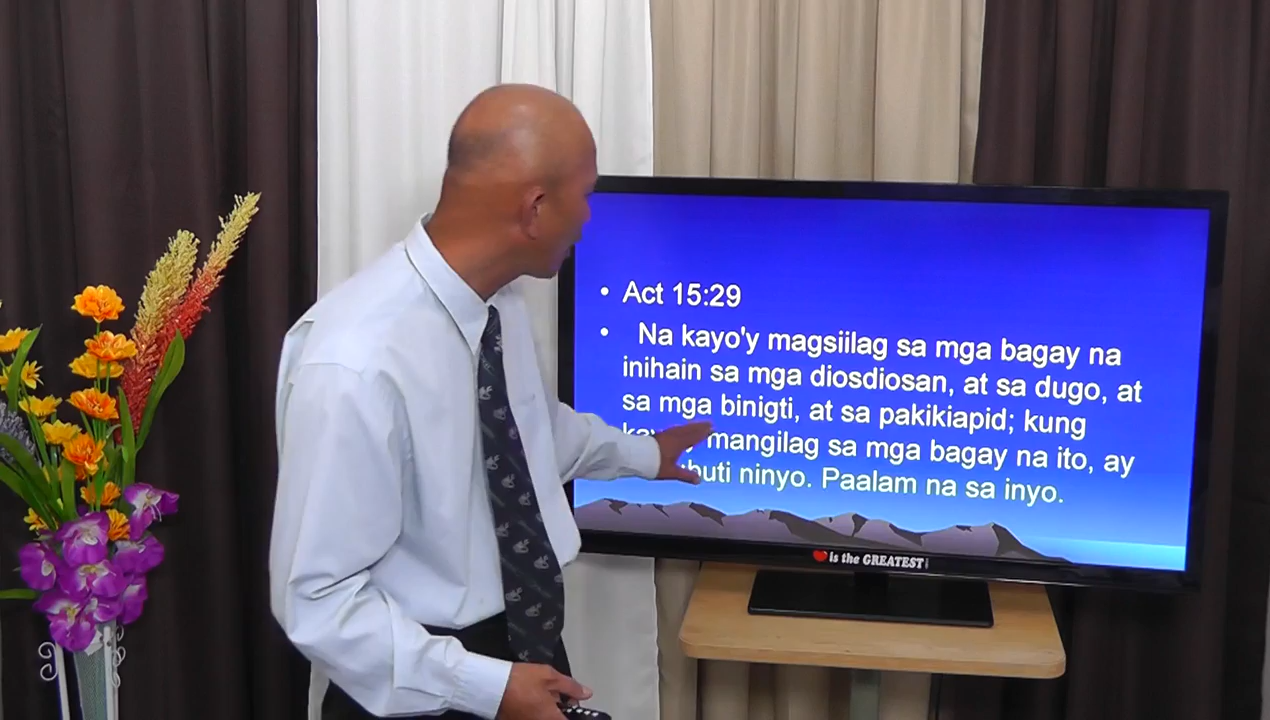 • Act 15:29
• Na kayo'y magsiilag sa mga bagay na
inihain sa mga diosdiosan, at sa dugo, at
sa mga binigti, at sa pakikiapid; kung
mangilag sa mga bagay na ito, ay
ninyo. Paalam na sa inyo.
is the GREATEST!